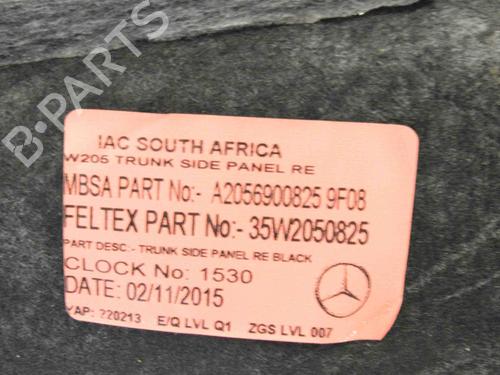 B-PARTS
IAC SOUTH AFRICA
W205 TRUNK SIDE PANEL RE
MBSA PART No:- A2056900825 9F08
FELTEX PART No:- 35W2050825
PART DESC:- TRUNK SIDE PANEL RE BLACK
CLOCK No: 1530
DATE: 02/11/2015
220213 E/Q LVL Q1 ZGS LVL 007